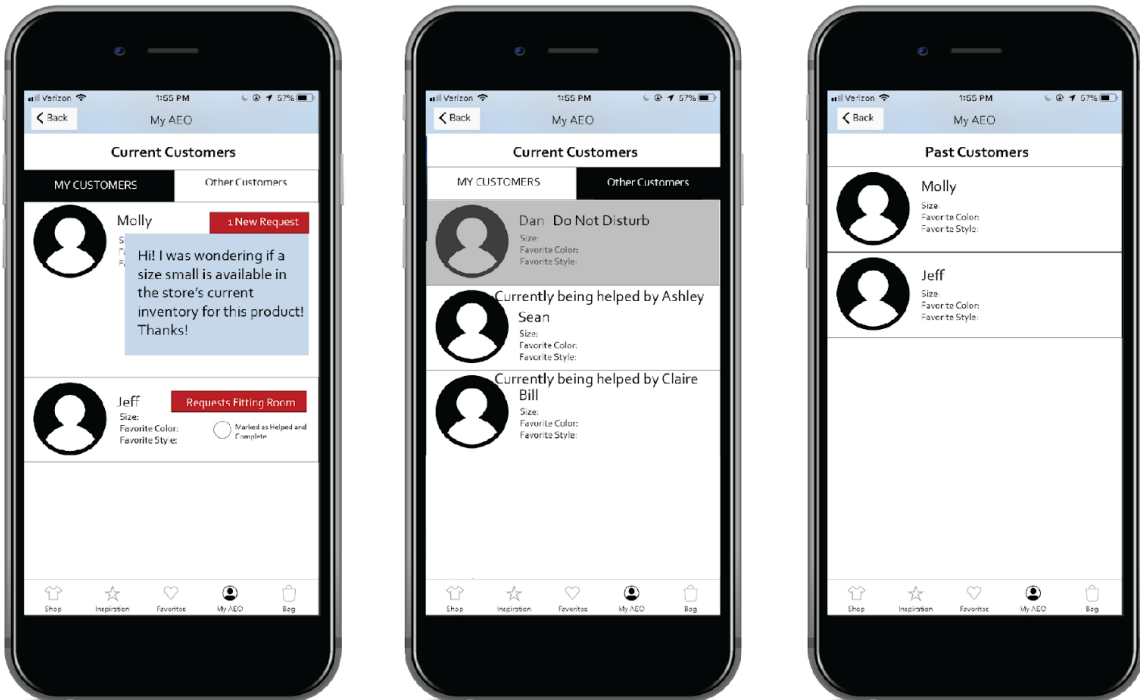 Verizon 1:55 PM 57%
Back
My AEO
Current Customers
MY CUSTOMERS Other Customers
Molly 1 New Request
Hi! I was wondering if a
size small is available in
the store's current
inventory for this product!
Thanks!
Jeff Requests Fitting Room
Size:
Favorite Color:
Favorite Style:
Marked as Helped and
Complete
Shop Inspiration Favorites My AEO Bag
Verizon 1:55 PM 57%
Back
My AEO
Current Customers
MY CUSTOMERS Other Customers
Dan Do Not Disturb
Size:
Favorite Color:
Favorite Style:
Currently being helped by Ashley
Sean
Size:
Favorite Color:
Favorite Style:
Currently being helped by Claire
Bill
Size:
Favorite Color:
Favorite Style:
Shop Inspiration Favorites My AEO Bag
Verizon 1:55 PM 57%
Back
My AEO
Past Customers
Molly
Size:
Favorite Color:
Favorite Style:
Jeff
Size:
Favorite Color:
Favorite Style:
Shop Inspiration Favorites My AEO Bag